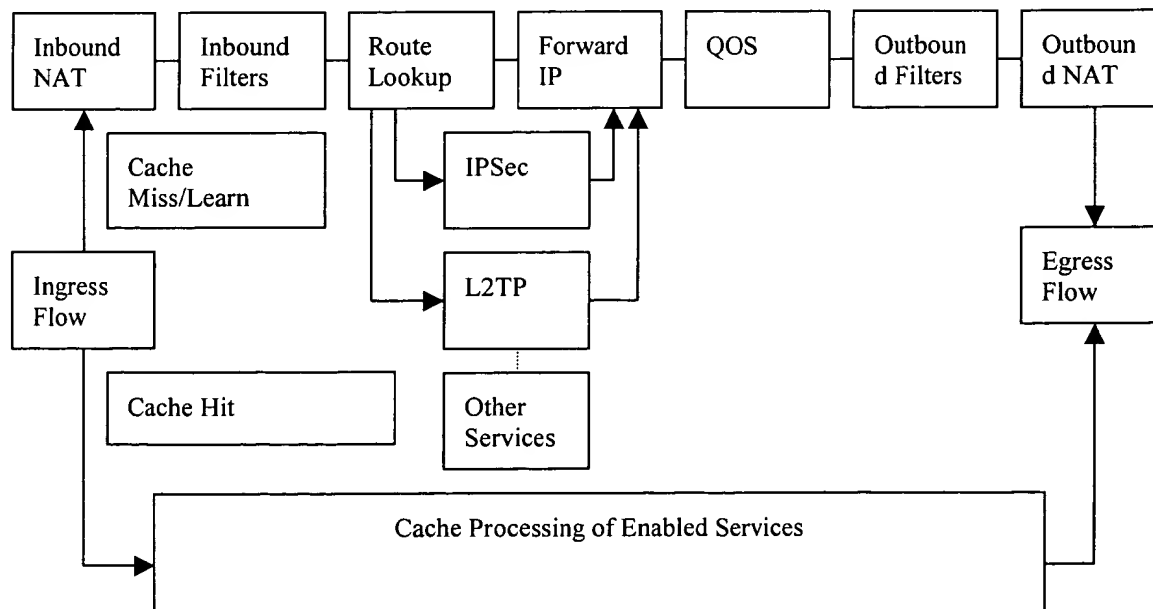 Inbound
NAT
Inbound
Filters
Route
Lookup
Forward
IP
QOS
Outboun
d Filters
Outboun
d NAT
Cache
Miss/Learn
IPSec
Ingress
Flow
L2TP
Egress
Flow
Cache Hit
Other
Services
Cache Processing of Enabled Services